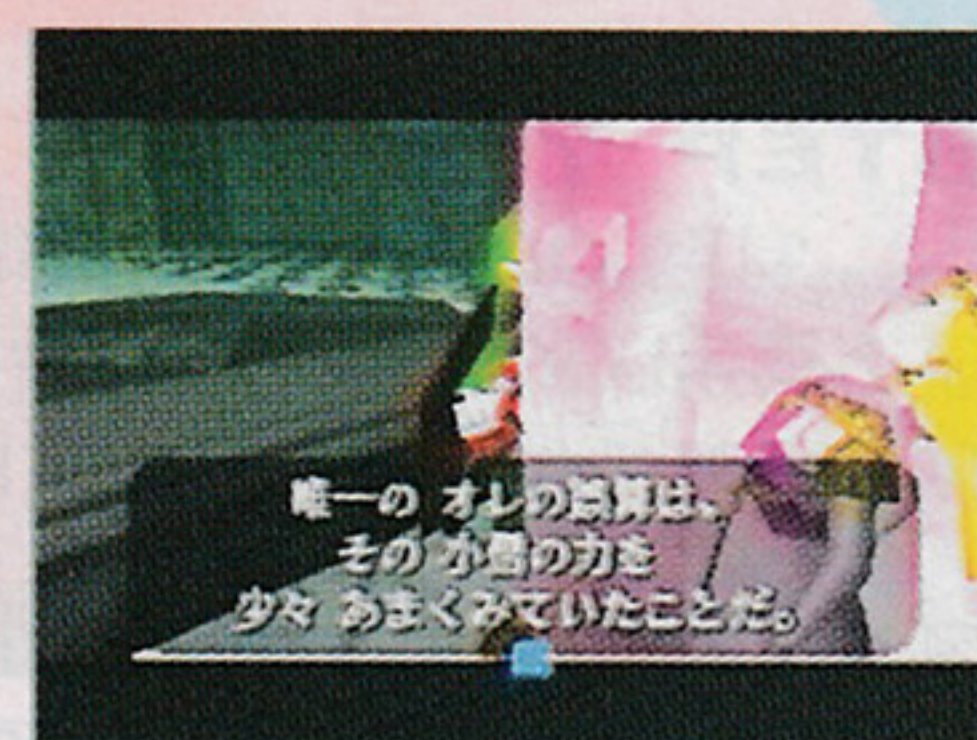 唯一の オレの誤算は、
その 小僧の力を
少々 あまくみていたことだ。